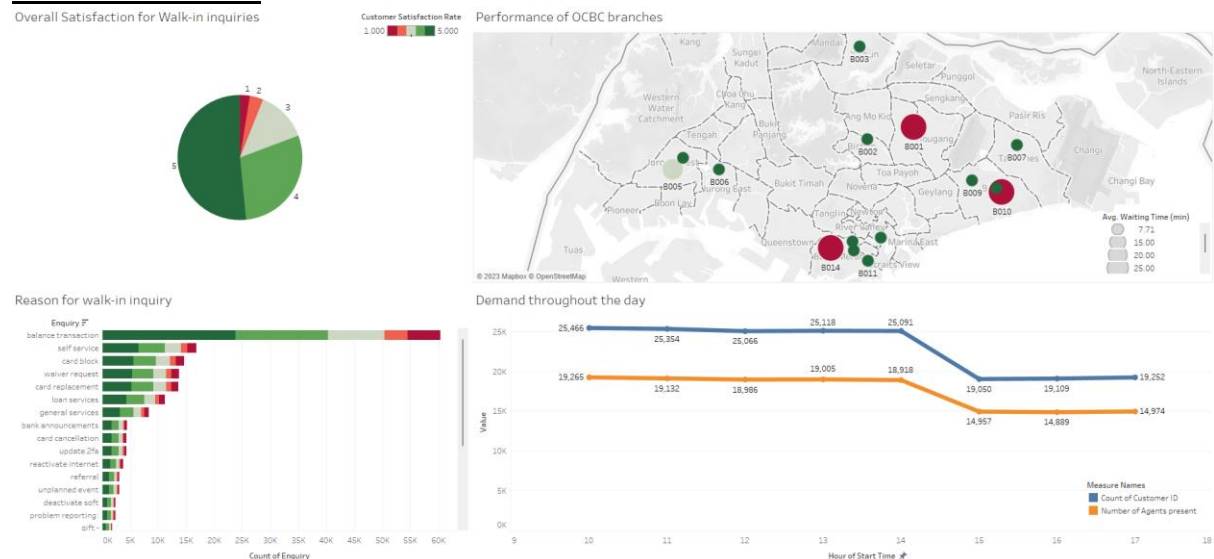 Overall Satisfaction for Walk-in inquiries
Customer Satisfaction Rate
1.000 5.000
1
2
3
4
5
Performance of OCBC branches
Kang
Sungei
Kadut
Mandai
Seletar
Punggol
North-Eastern
Islands
B003
Western
Water
Catchment
Choa Chu
Kang
Sengkang
Pasir Ris
Tengah
Bukit
Panjang
Ang Mo Kio
B002
B001
B007
Changi
B005
B006
Toa Payoh
B009
Changi Bay
Pioneer
Boon Lay
Bukit Timah
Novena
Geylang
B010
Tanglin
River Valley
Queenstown
Marina East
Tuas
B014
B011
Straits View
Western
© 2023 Mapbox © OpenStreetMap
Avg. Waiting Time (min)
7.71
15.00
20.00
25.00
Reason for walk-in inquiry
Enquiry
balance transaction
self service
card block
waiver request
card replacement
loan services
general services
bank announcements
card cancellation
update 2fa
reactivate internet
referral
unplanned event
deactivate soft
problem reporting:
gift -
0K 5K 10K 15K 20K 25K 30K 35K 40K 45K 50K 55K 60K
Count of Enquiry
Demand throughout the day
25K
20K
15K
10K
5K
0K
Value
25,466
25,354
25,066
25,118
25,091
19,050
19,109
19,252
19,265
19,132
18,986
19,005
18,918
14,957
14,889
14,974
Measure Names
Count of Customer ID
Number of Agents present
9 10 11 12 13 14 15 16 17 18
Hour of Start Time